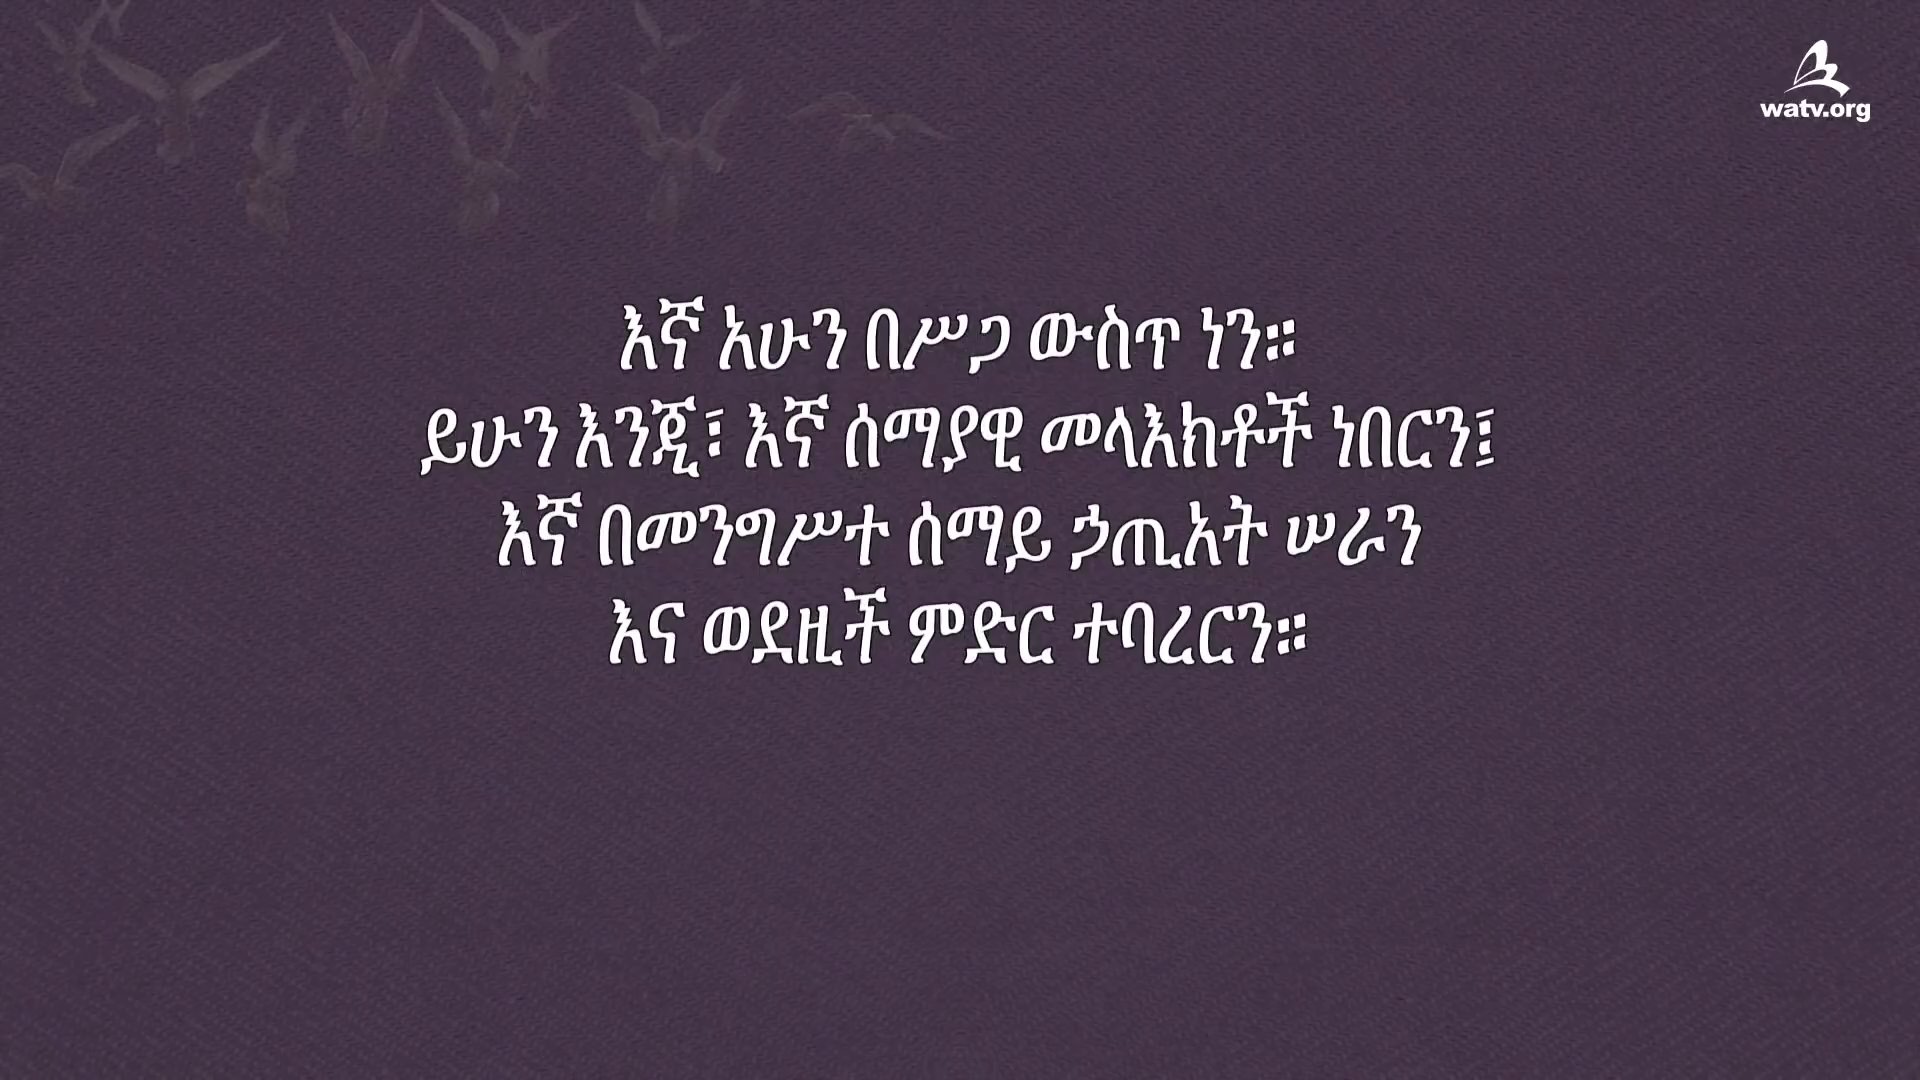 watv.org
እኛ አሁን በሥጋ ውስጥ ነን።
ይሁን እንጂ፣ እኛ ሰማያዊ መላእክቶች ነበርን፤
እኛ በመንግሥተ ሰማይ ኃጢአት ሠራን
እና ወደዚች ምድር ተባረርን።